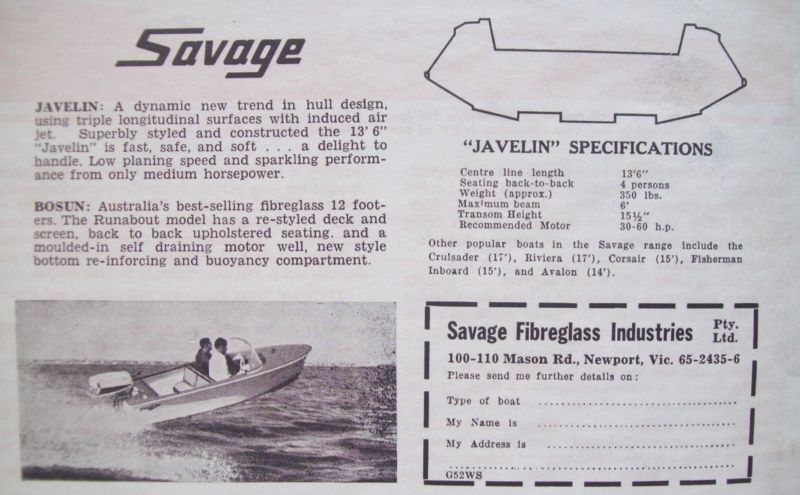 Savage
JAVELIN: A dynamic new trend in hull design,
using triple longitudinal surfaces with induced air
jet. Superbly styled and constructed the 13' 6"
"Javelin" is fast, safe, and soft . . . a delight to
handle. Low planing speed and sparkling perform-
ance from only medium horsepower.
BOSUN: Australia's best-selling fibreglass 12 foot-
ers. The Runabout model has a re-styled deck and
screen, back to back upholstered seating. and a
moulded-in self draining motor well, new style
bottom re-inforcing and buoyancy compartment.
"JAVELIN" SPECIFICATIONS
Centre line length 13'6"
Seating back-to-back 4 persons
Weight (approx.) 350 lbs.
Maximum beam 6'
Transom Height 15½"
Recommended Motor 30-60 h.p.
Other popular boats in the Savage range include the
Cruisader (17'), Riviera (17'), Corsair (15'), Fisherman
Inboard (15'), and Avalon (14').
Savage Fibreglass Industries Pty. Ltd.
100-110 Mason Rd., Newport, Vic. 65-2435-6
Please send me further details on :
Type of boat
My Name is
My Address is
G52WS